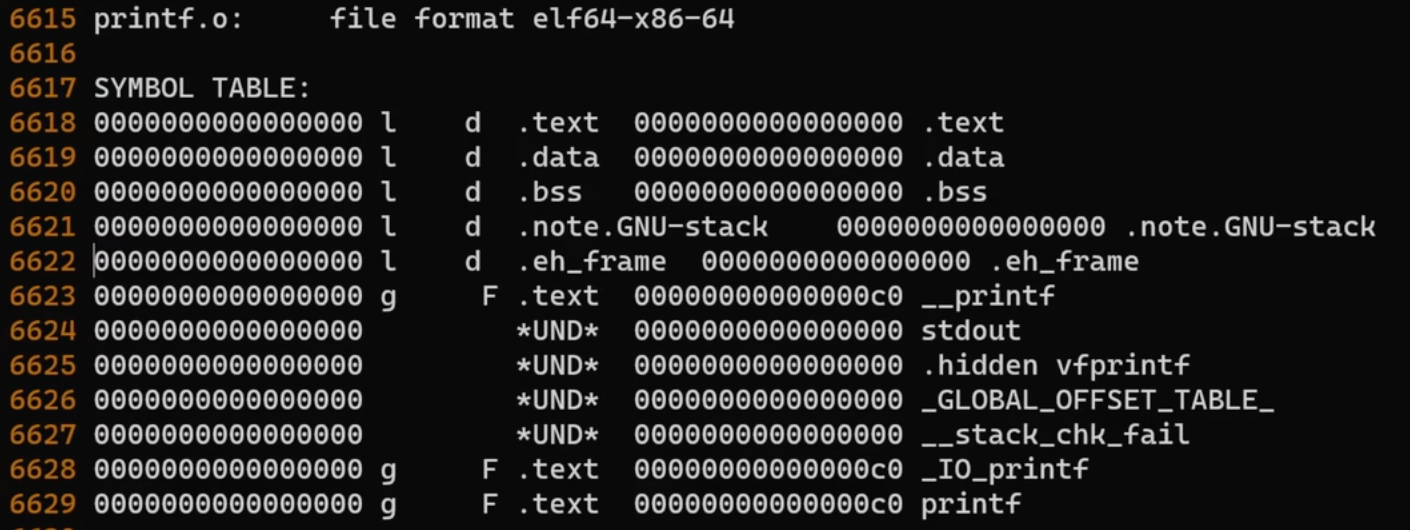 6615 printf.o:     file format elf64-x86-64
6616
6617 SYMBOL TABLE:
6618 0000000000000000 l    d  .text  0000000000000000 .text
6619 0000000000000000 l    d  .data  0000000000000000 .data
6620 0000000000000000 l    d  .bss   0000000000000000 .bss
6621 0000000000000000 l    d  .note.GNU-stack    0000000000000000 .note.GNU-stack
6622 0000000000000000 l    d  .eh_frame  0000000000000000 .eh_frame
6623 0000000000000000 g     F .text  00000000000000c0 __printf
6624 0000000000000000         *UND*  0000000000000000 stdout
6625 0000000000000000         *UND*  0000000000000000 .hidden vfprintf
6626 0000000000000000         *UND*  0000000000000000 _GLOBAL_OFFSET_TABLE_
6627 0000000000000000         *UND*  0000000000000000 __stack_chk_fail
6628 0000000000000000 g     F .text  00000000000000c0 _IO_printf
6629 0000000000000000 g     F .text  00000000000000c0 printf